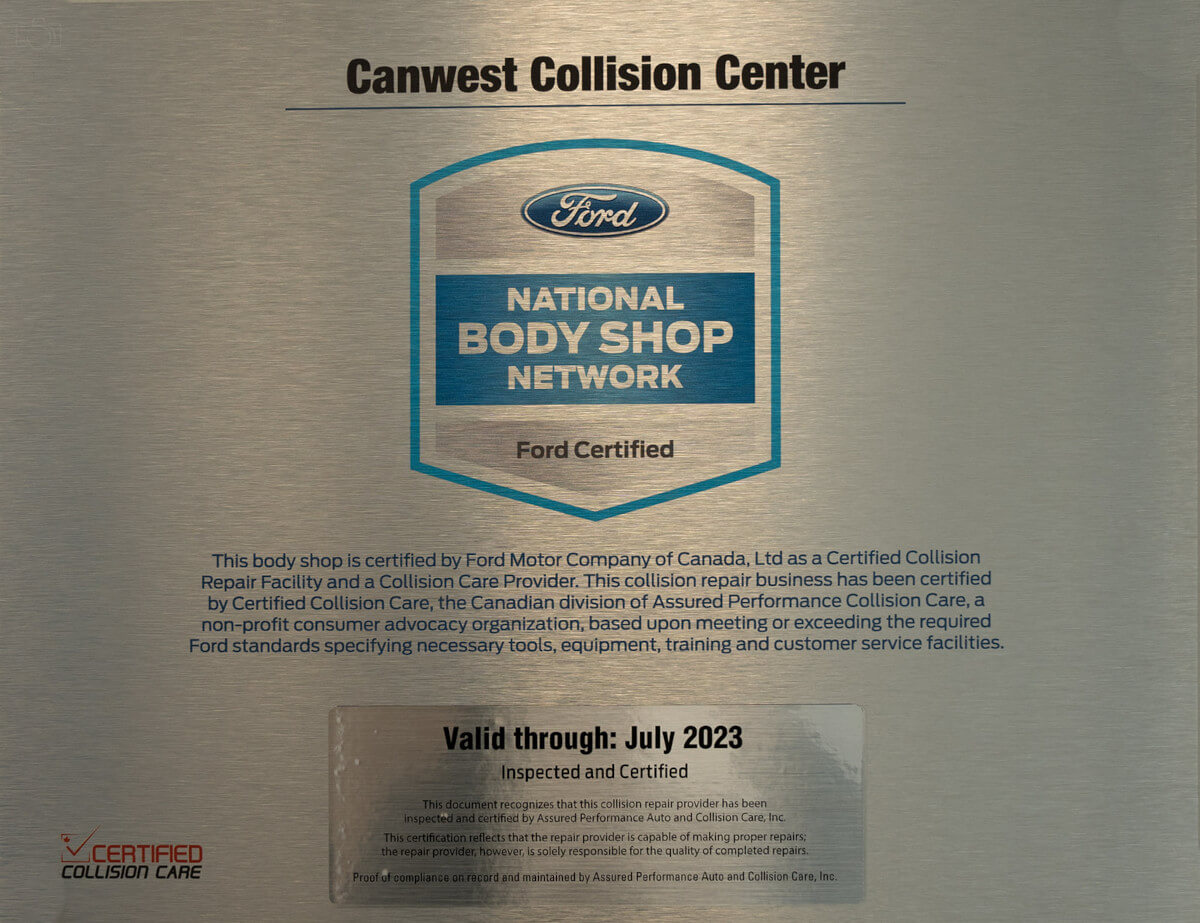 Canwest Collision Center
Ford
NATIONAL
BODY SHOP
NETWORK
Ford Certified
This body shop is certified by Ford Motor Company of Canada, Ltd as a Certified Collision
Repair Facility and a Collision Care Provider. This collision repair business has been certified
by Certified Collision Care, the Canadian division of Assured Performance Collision Care, a
non-profit consumer advocacy organization, based upon meeting or exceeding the required
Ford standards specifying necessary tools, equipment, training and customer service facilities.
Valid through: July 2023
Inspected and Certified
This document recognizes that this collision repair provider has been
inspected and certified by Assured Performance Auto and Collision Care, Inc.
This certification reflects that the repair provider is capable of making proper repairs;
the repair provider, however, is solely responsible for the quality of completed repairs.
Proof of compliance on record and maintained by Assured Performance Auto and Collision Care, Inc.
CERTIFIED
COLLISION CARE